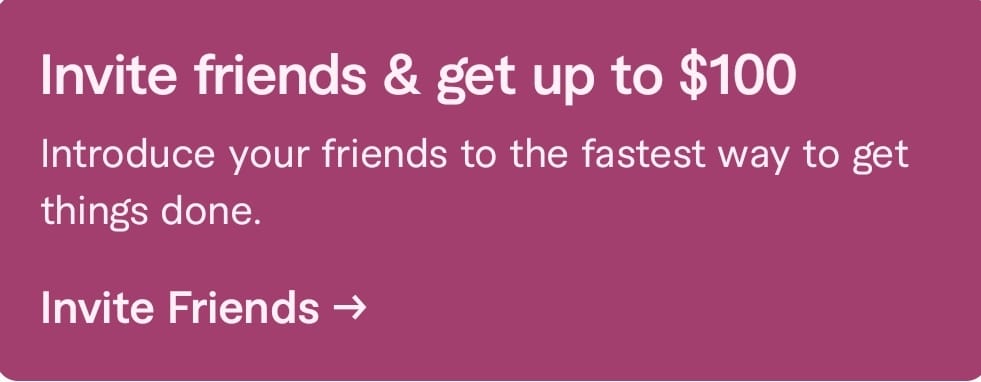 Invite friends & get up to $100
Introduce your friends to the fastest way to get
things done.
Invite Friends →